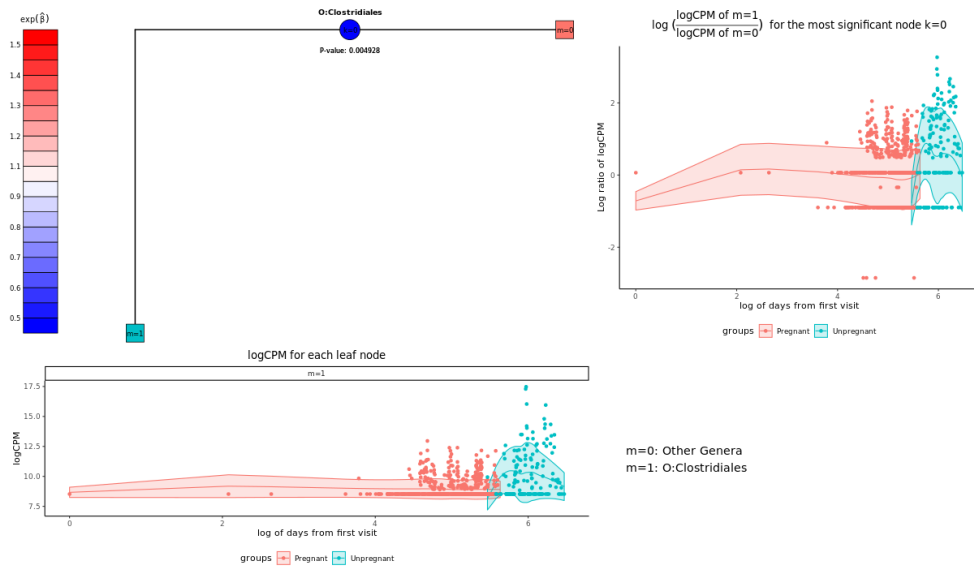 exp(β̂)
1.5
1.4
1.3
1.2
1.1
0.9
0.8
0.7
0.6
0.5
O:Clostridiales
k=0
P-value: 0.004928
m=0
m=1
log (logCPM of m=1 / logCPM of m=0) for the most significant node k=0
Log ratio of logCPM
2
0
-2
0 2 4 6
log of days from first visit
groups Pregnant Unpregnant
logCPM for each leaf node
m=1
logCPM
17.5
15.0
12.5
10.0
7.5
0 2 4 6
log of days from first visit
groups Pregnant Unpregnant
m=0: Other Genera
m=1: O:Clostridiales